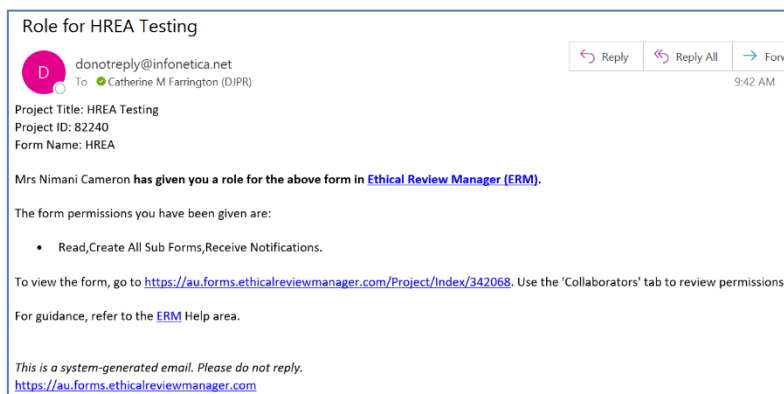 Role for HREA Testing
D
donotreply@infonetica.net
To Catherine M Farrington (DJPR)
Reply
Reply All
9:42 AM
Project Title: HREA Testing
Project ID: 82240
Form Name: HREA
Mrs Nimani Cameron has given you a role for the above form in Ethical Review Manager (ERM).
The form permissions you have been given are:
• Read,Create All Sub Forms,Receive Notifications.
To view the form, go to https://au.forms.ethicalreviewmanager.com/Project/Index/342068. Use the 'Collaborators' tab to review permissions
For guidance, refer to the ERM Help area.
This is a system-generated email. Please do not reply.
https://au.forms.ethicalreviewmanager.com